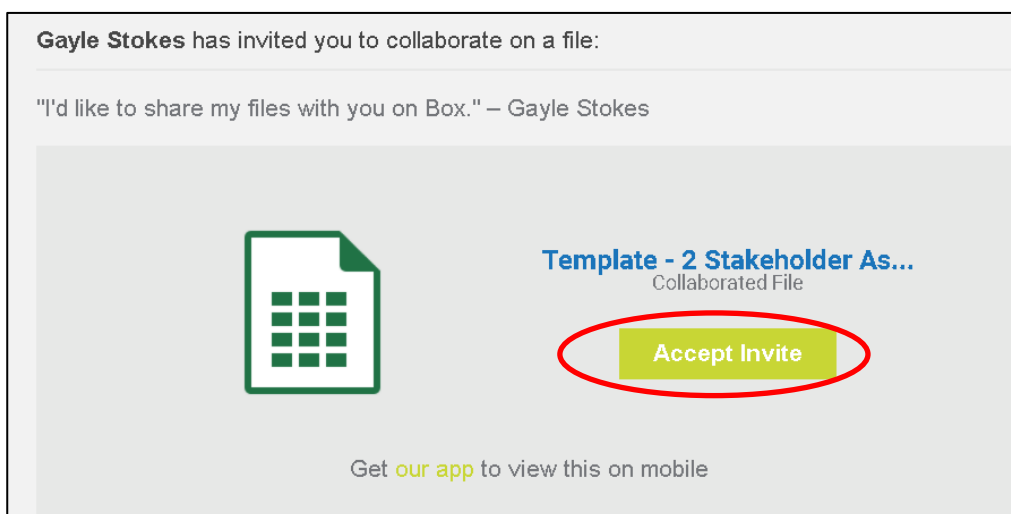 Gayle Stokes has invited you to collaborate on a file:
"I'd like to share my files with you on Box." – Gayle Stokes
Template - 2 Stakeholder As...
Collaborated File
Accept Invite
Get our app to view this on mobile